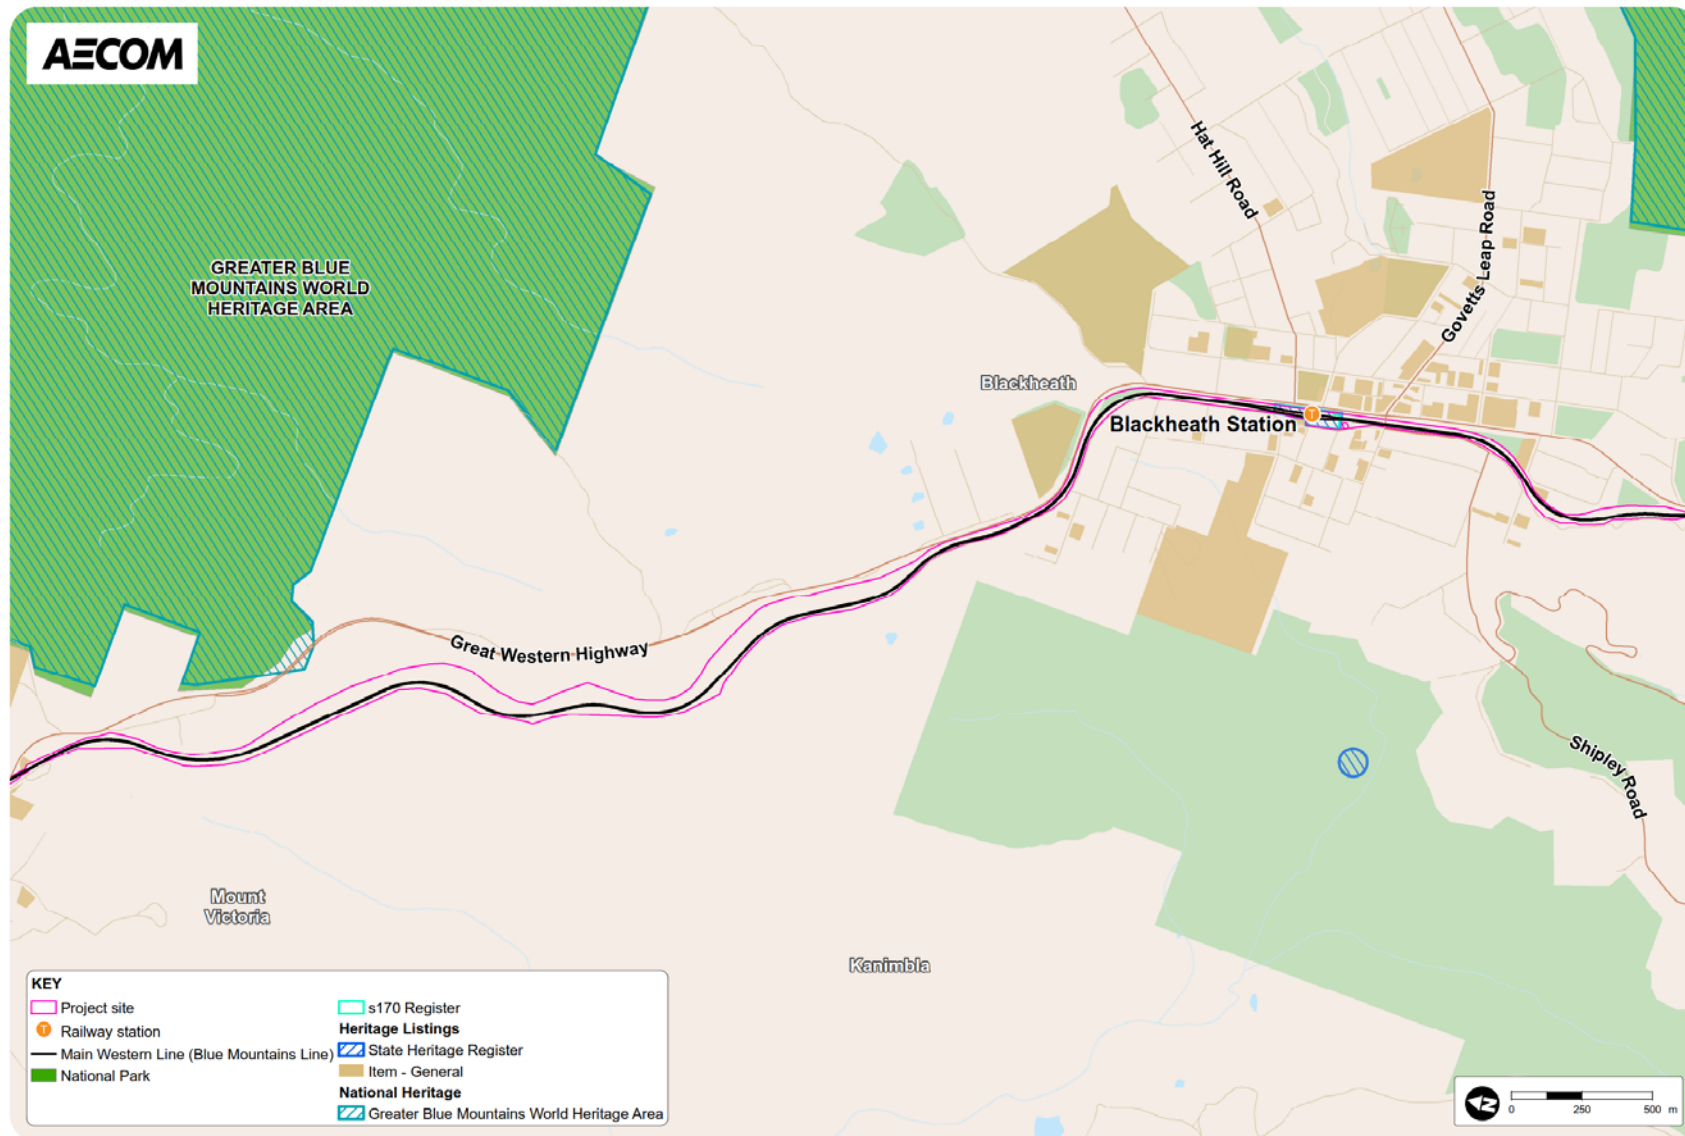 AECOM
GREATER BLUE
MOUNTAINS WORLD
HERITAGE AREA
Hat Hill Road
Govetts Leap Road
Blackheath
T
Blackheath Station
Great Western Highway
Shipley Road
Mount
Victoria
Kanimbla
KEY
Project site
T Railway station
Main Western Line (Blue Mountains Line)
National Park
s170 Register
Heritage Listings
State Heritage Register
Item - General
National Heritage
Greater Blue Mountains World Heritage Area
N
0 250 500 m